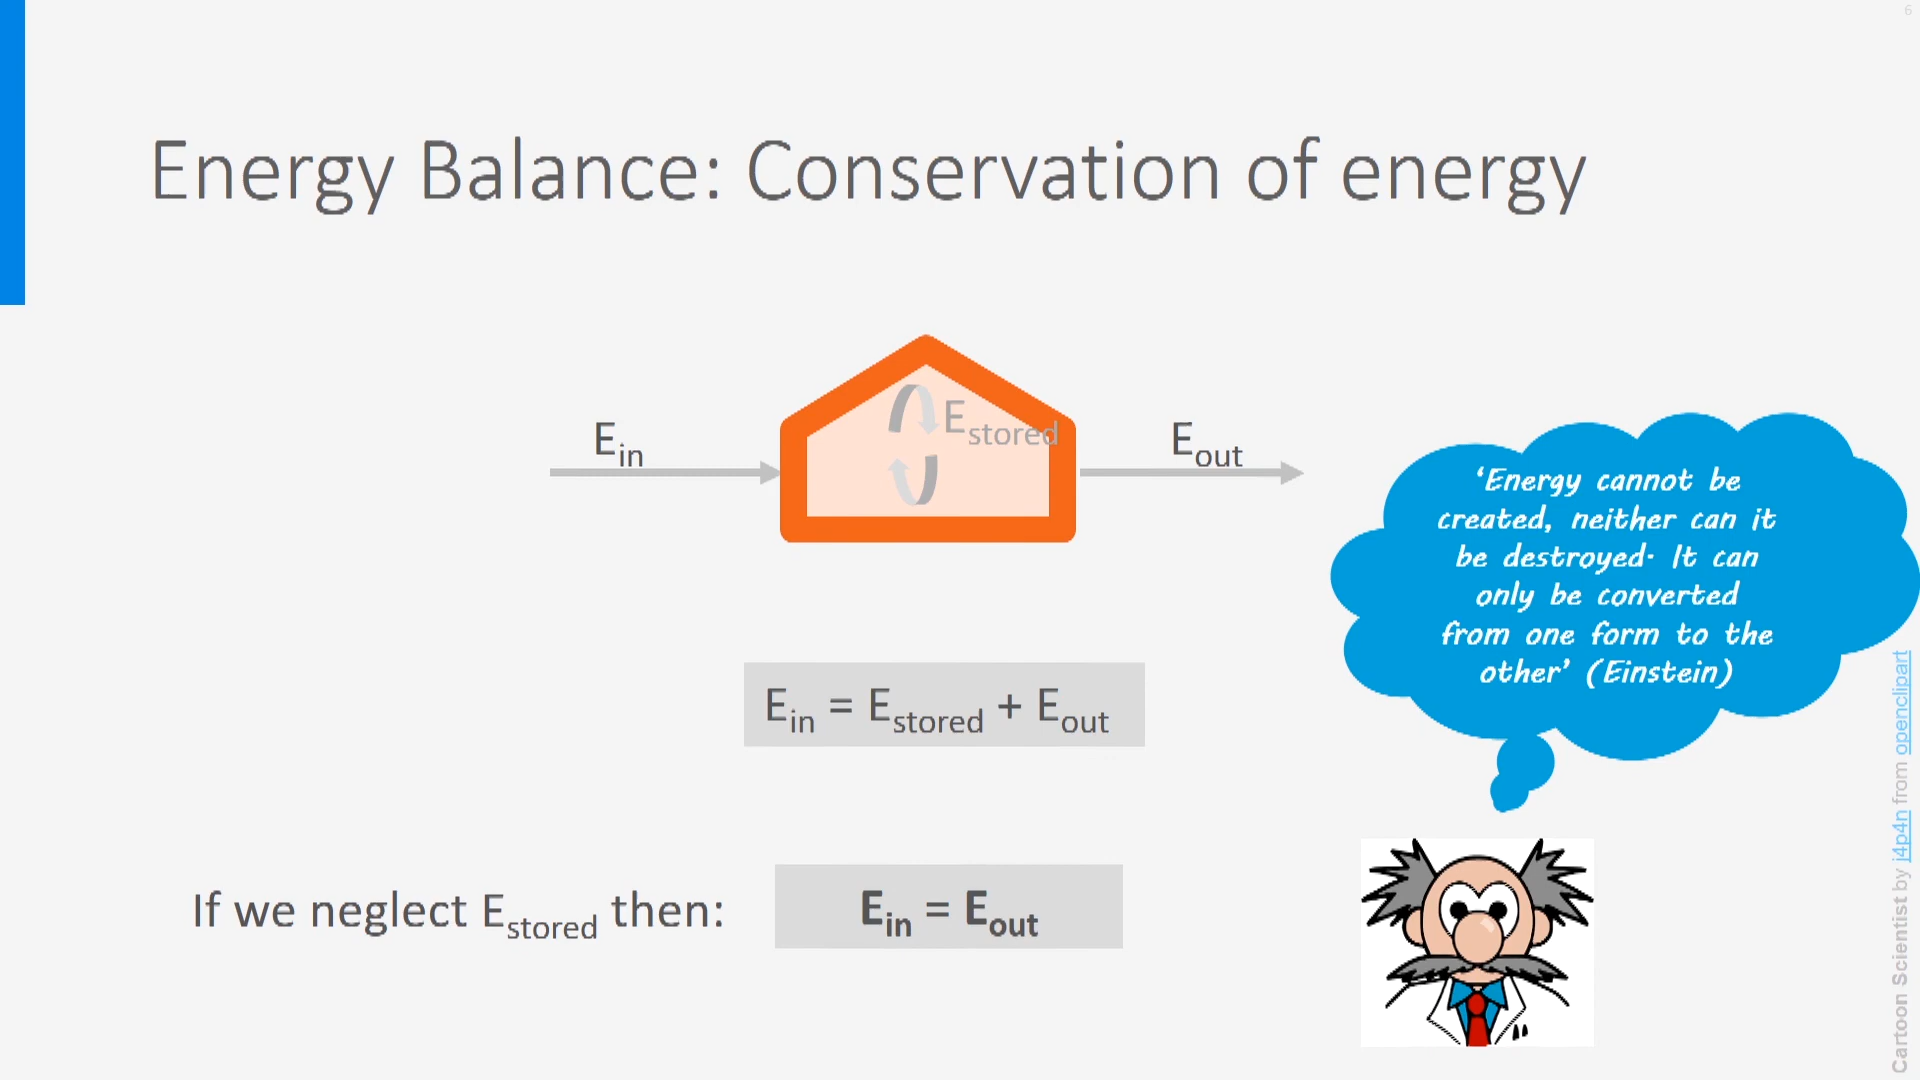 6
Energy Balance: Conservation of energy
E_in
E_stored
E_out
‘Energy cannot be
created, neither can it
be destroyed. It can
only be converted
from one form to the
other’ (Einstein)
E_in = E_stored + E_out
If we neglect E_stored then:
E_in = E_out
Cartoon Scientist by j4p4n from openclipart